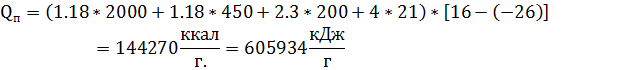 Qп = (1.18 * 2000 + 1.18 * 450 + 2.3 * 200 + 4 * 21) * [16 − (−26)]
= 144270 ккал/г. = 605934 кДж/г